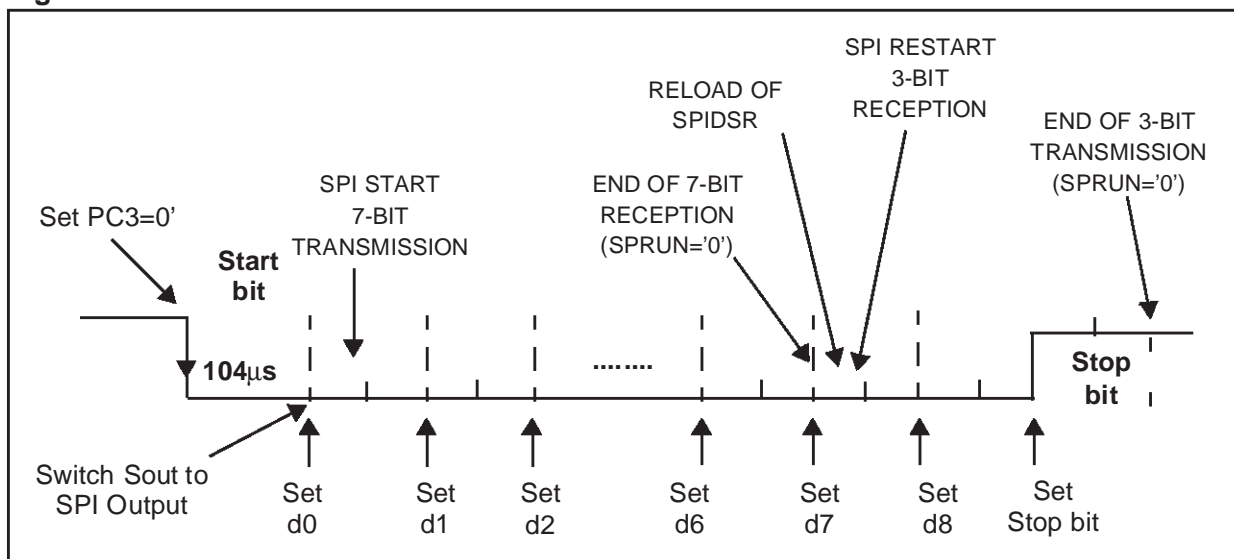 SPI RESTART
3-BIT
RECEPTION
RELOAD OF
SPIDSR
END OF 3-BIT
TRANSMISSION
(SPRUN='0')
SPI START
7-BIT
TRANSMISSION
END OF 7-BIT
RECEPTION
(SPRUN='0')
Set PC3=0'
Start
bit
104µs
........
Stop
bit
Switch Sout to
SPI Output
Set
d0
Set
d1
Set
d2
Set
d6
Set
d7
Set
d8
Set
Stop bit